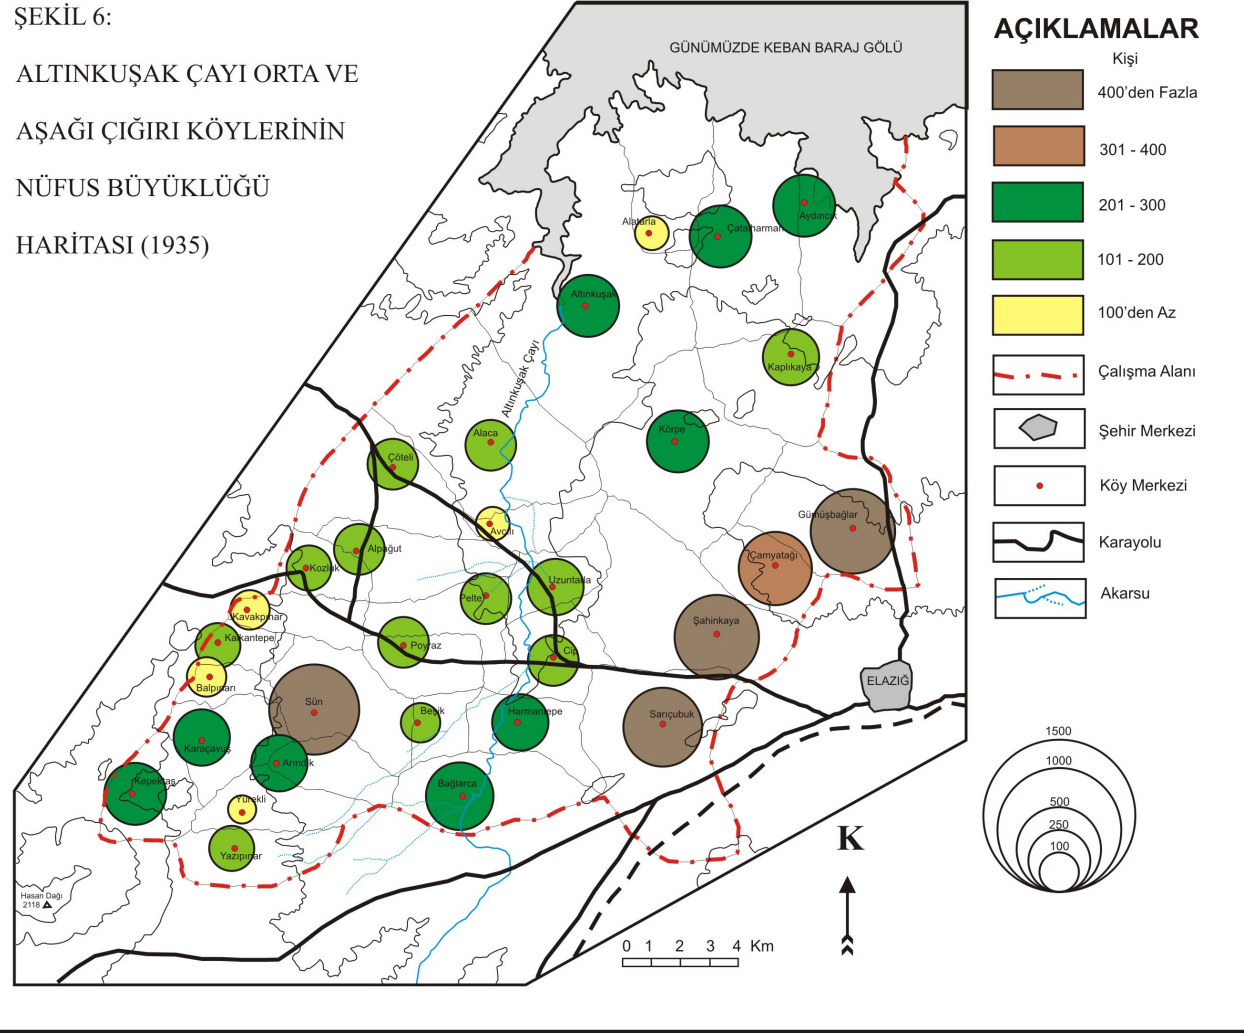 ŞEKİL 6:
ALTINKUŞAK ÇAYI ORTA VE
AŞAĞI ÇIĞIRI KÖYLERİNİN
NÜFUS BÜYÜKLÜĞÜ
HARİTASI (1935)
GÜNÜMÜZDE KEBAN BARAJ GÖLÜ
Alatarla
Çatalharman
Aydıncık
Altınkuşak
Altınkuşak Çayı
Kaplıkaya
Alaca
Körpe
Çöteli
Avcılı
Gümüşbağlar
Alpağut
Çamyatağı
Kozluk
Uzuntarla
Pelte
Kavakpınar
Şahinkaya
Kalkantepe
Poyraz
Cip
Balpınarı
ELAZIĞ
Sün
Beşik
Harmantepe
Sarıçubuk
Karaçavuş
Arındık
Kepektaş
Bağlarca
Yürekli
Yazıpınar
Hasan Dağı
2118
K
0 1 2 3 4 Km
AÇIKLAMALAR
Kişi
400'den Fazla
301 - 400
201 - 300
101 - 200
100'den Az
Çalışma Alanı
Şehir Merkezi
Köy Merkezi
Karayolu
Akarsu
1500
1000
500
250
100